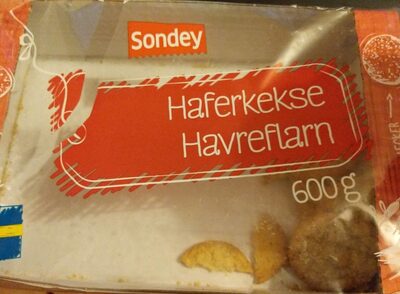 Sondey
Haferkekse
Havreflarn
600g